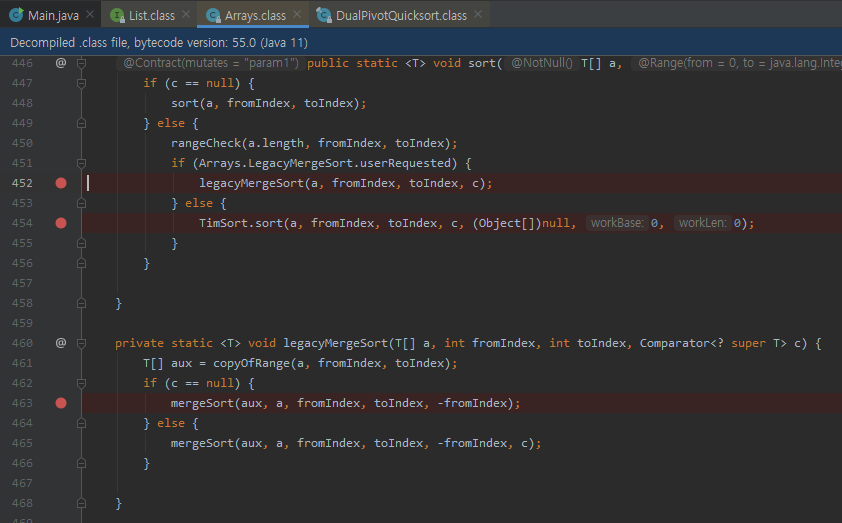 Main.java × List.class × Arrays.class × DualPivotQuicksort.class ×
Decompiled .class file, bytecode version: 55.0 (Java 11)
446 @ @Contract(mutates = "param1") public static <T> void sort( @NotNull() T[] a, @Range(from = 0, to = java.lang.Inte
447 if (c == null) {
448 sort(a, fromIndex, toIndex);
449 } else {
450 rangeCheck(a.length, fromIndex, toIndex);
451 if (Arrays.LegacyMergeSort.userRequested) {
452 legacyMergeSort(a, fromIndex, toIndex, c);
453 } else {
454 TimSort.sort(a, fromIndex, toIndex, c, (Object[])null, workBase: 0, workLen: 0);
455 }
456 }
457
458 }
459
460 @ private static <T> void legacyMergeSort(T[] a, int fromIndex, int toIndex, Comparator<? super T> c) {
461 T[] aux = copyOfRange(a, fromIndex, toIndex);
462 if (c == null) {
463 mergeSort(aux, a, fromIndex, toIndex, -fromIndex);
464 } else {
465 mergeSort(aux, a, fromIndex, toIndex, -fromIndex, c);
466 }
467
468 }